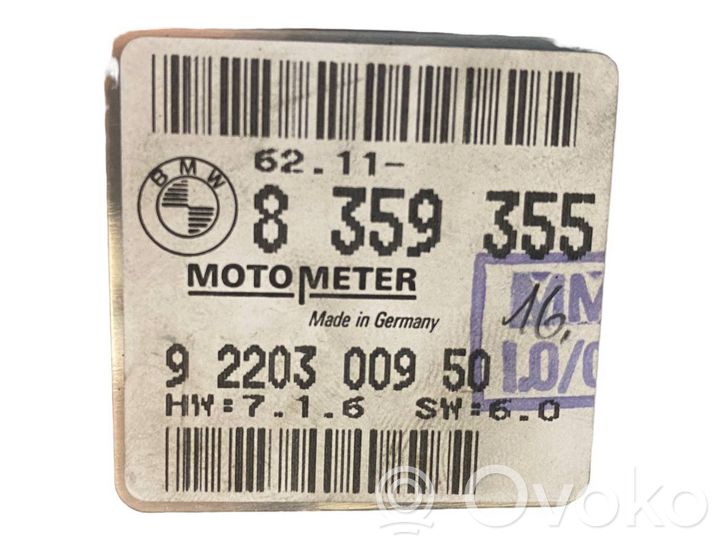 62.11-
BMW
8 359 355
MOTOMETER
Made in Germany
16.
9 2203 009 50
1.0/
HW:7.1.6 SW:6.0
Ovoko